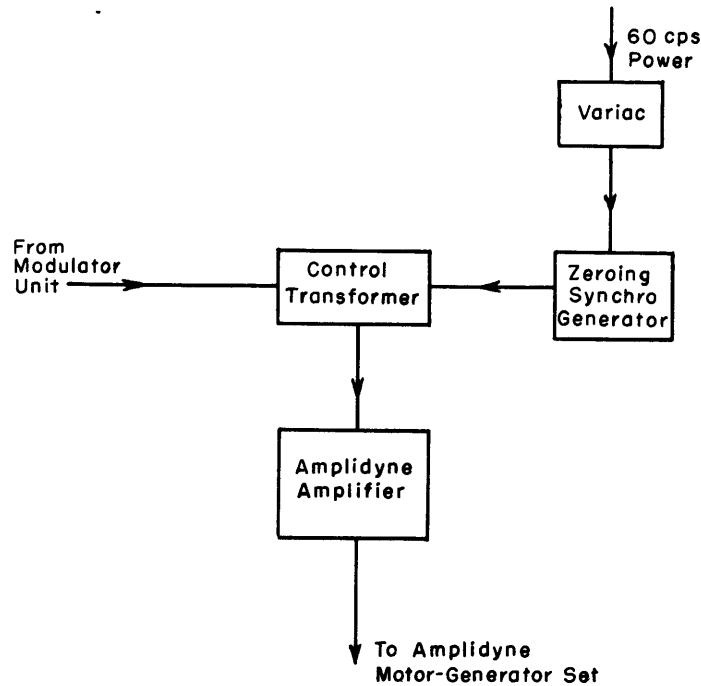 60 cps
Power
Variac
From
Modulator
Unit
Control
Transformer
Zeroing
Synchro
Generator
Amplidyne
Amplifier
To Amplidyne
Motor-Generator Set